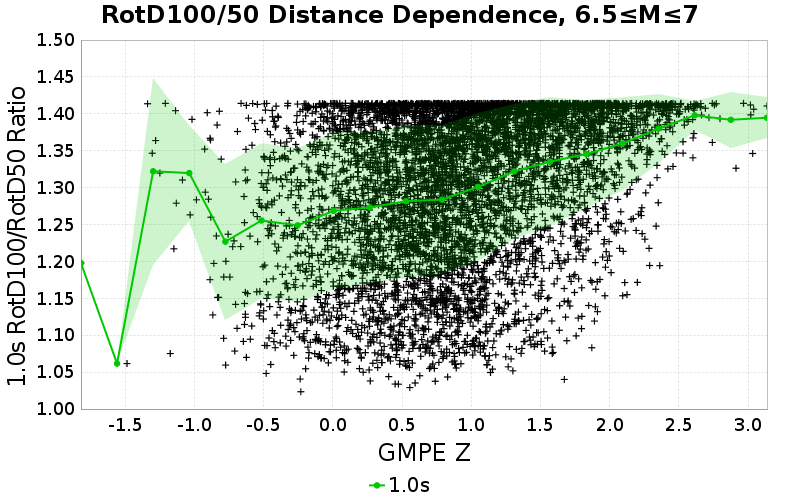 RotD100/50 Distance Dependence, 6.5≤M≤7
1.0s RotD100/RotD50 Ratio
1.50
1.45
1.40
1.35
1.30
1.25
1.20
1.15
1.10
1.05
1.00
-1.5 -1.0 -0.5 0.0 0.5 1.0 1.5 2.0 2.5 3.0
GMPE Z
1.0s